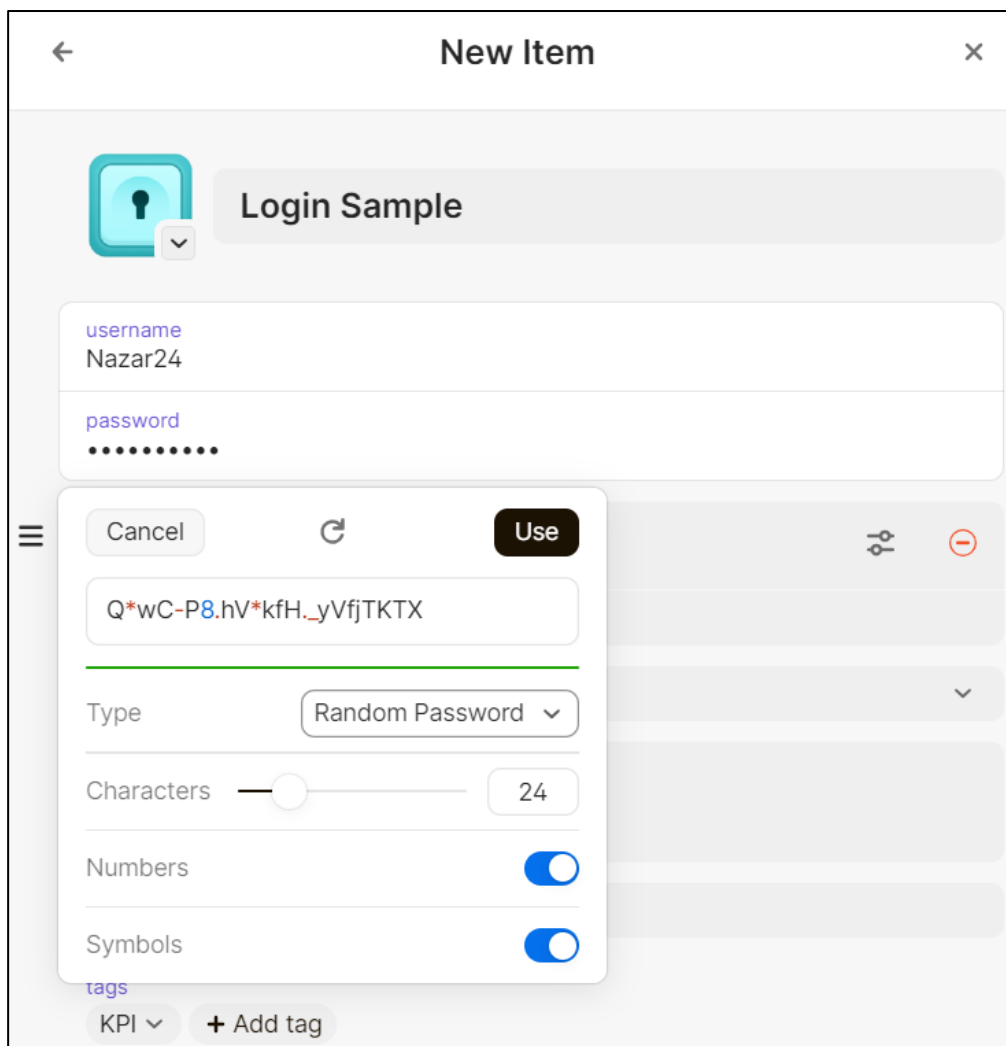 New Item
Login Sample
username
Nazar24
password
••••••••••
Cancel
Use
Q*wC-P8.hV*kfH._yVfjTKTX
Type
Random Password
Characters
24
Numbers
Symbols
tags
KPI
+ Add tag